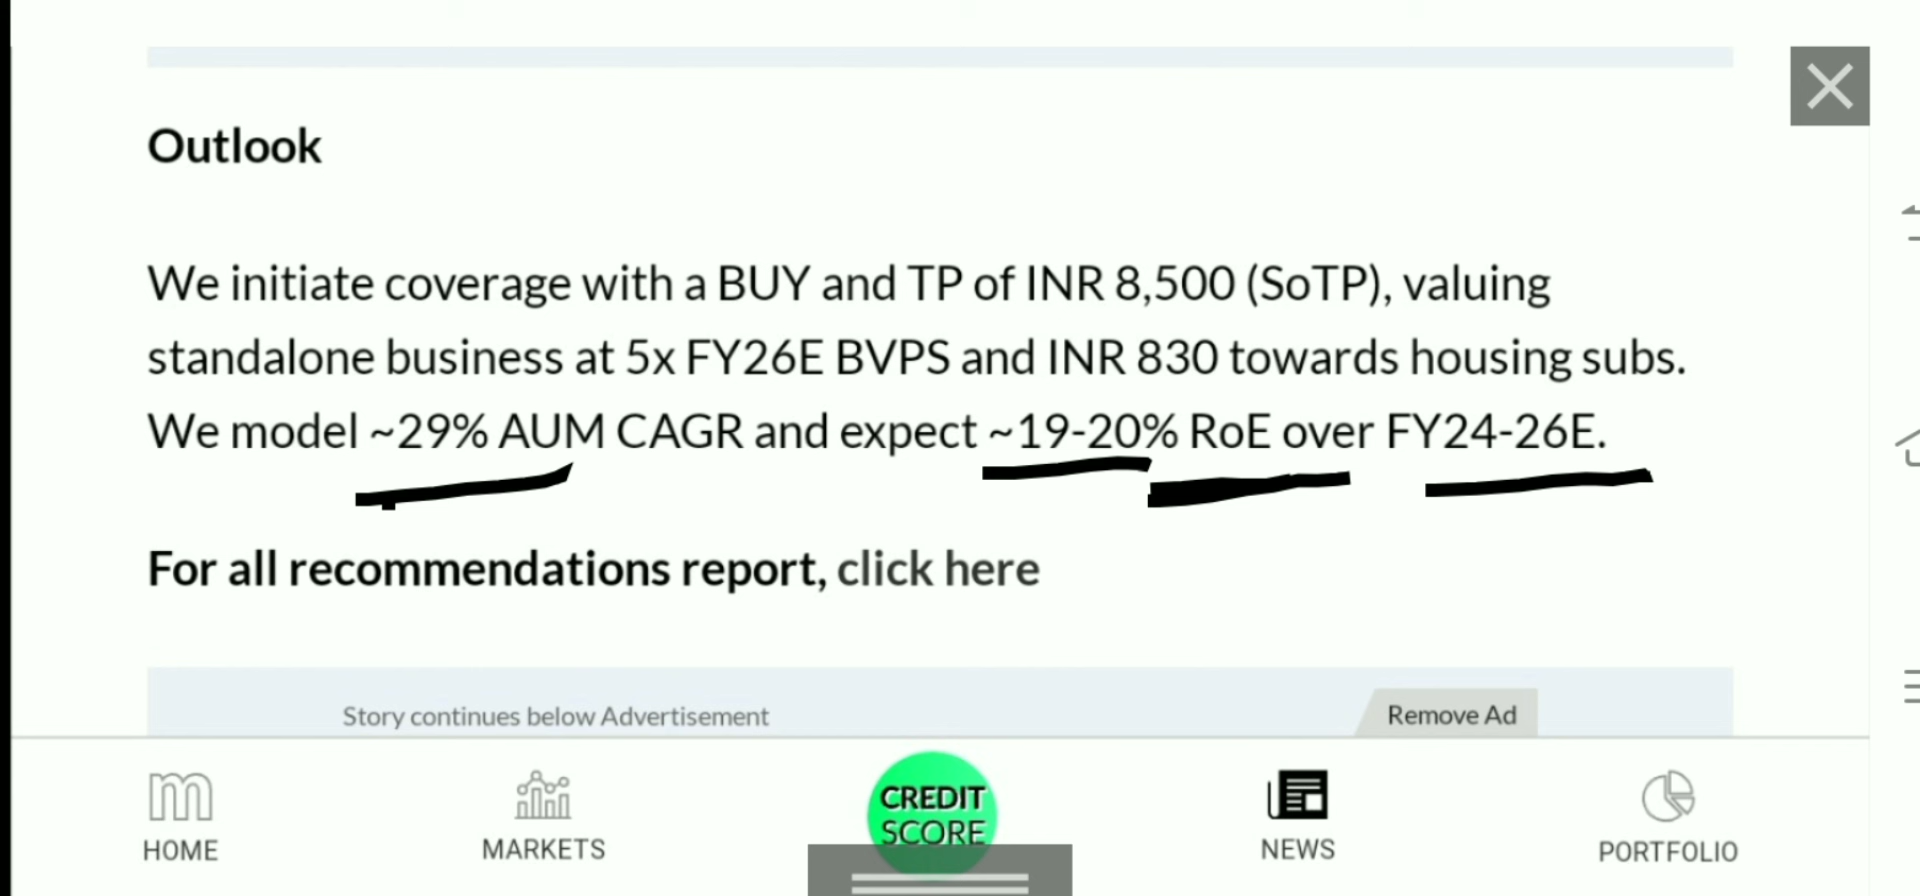 Outlook
We initiate coverage with a BUY and TP of INR 8,500 (SoTP), valuing
standalone business at 5x FY26E BVPS and INR 830 towards housing subs.
We model ~29% AUM CAGR and expect ~19-20% RoE over FY24-26E.
For all recommendations report, click here
Story continues below Advertisement
Remove Ad
m
HOME
MARKETS
CREDIT
SCORE
NEWS
PORTFOLIO